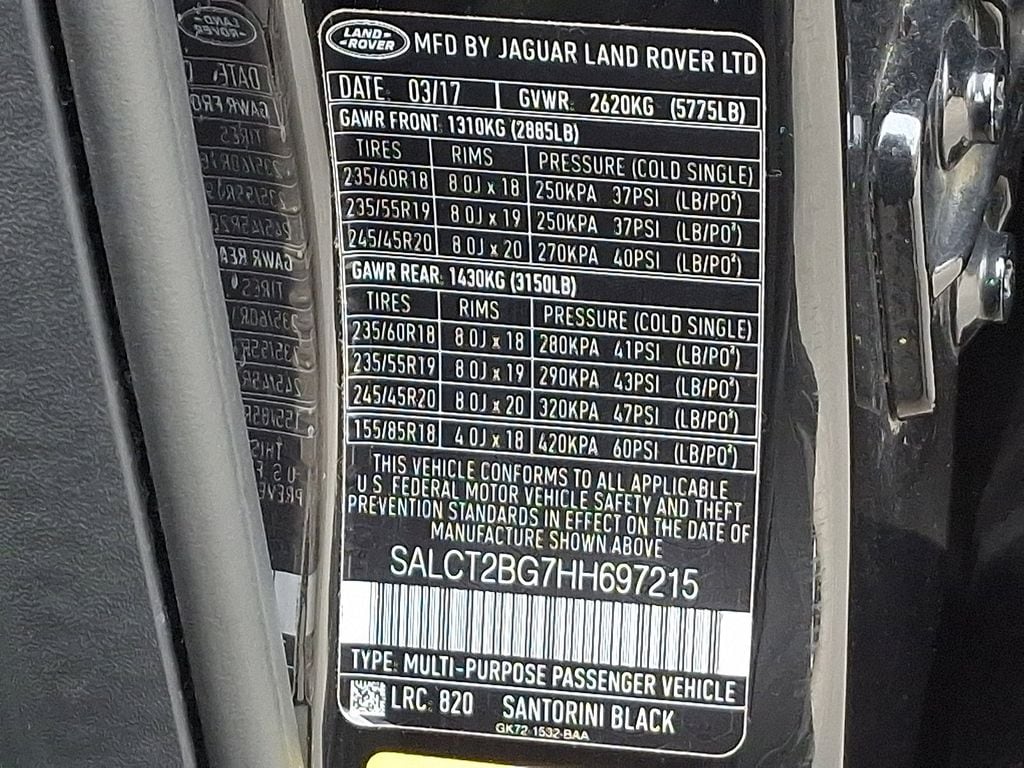 LAND-
-ROVER
MFD BY JAGUAR LAND ROVER LTD
DATE: 03/17 GVWR: 2620KG (5775LB)
GAWR FRONT: 1310KG (2885LB)
TIRES RIMS PRESSURE (COLD SINGLE)
235/60R18 8.0J x 18 250KPA 37PSI (LB/PO²)
235/55R19 8.0J x 19 250KPA 37PSI (LB/PO²)
245/45R20 8.0J x 20 270KPA 40PSI (LB/PO²)
GAWR REAR: 1430KG (3150LB)
TIRES RIMS PRESSURE (COLD SINGLE)
235/60R18 8.0J x 18 280KPA 41PSI (LB/PO²)
235/55R19 8.0J x 19 290KPA 43PSI (LB/PO²)
245/45R20 8.0J x 20 320KPA 47PSI (LB/PO²)
155/85R18 4.0J x 18 420KPA 60PSI (LB/PO²)
THIS VEHICLE CONFORMS TO ALL APPLICABLE
U.S. FEDERAL MOTOR VEHICLE SAFETY AND THEFT
PREVENTION STANDARDS IN EFFECT ON THE DATE OF
MANUFACTURE SHOWN ABOVE
SALCT2BG7HH697215
TYPE: MULTI-PURPOSE PASSENGER VEHICLE
LRC: 820 SANTORINI BLACK
GK72-1532-BAA